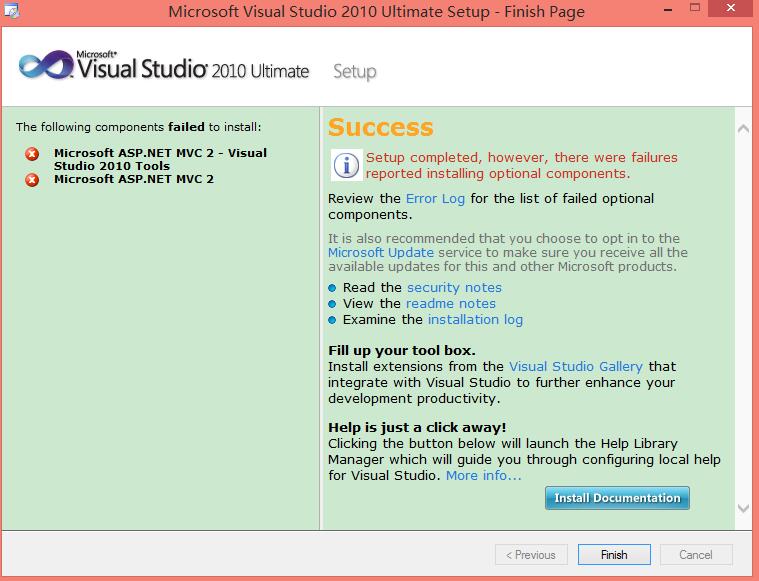 Microsoft Visual Studio 2010 Ultimate Setup - Finish Page
Microsoft®
Visual Studio® 2010 Ultimate Setup
The following components failed to install:
Microsoft ASP.NET MVC 2 - Visual
Studio 2010 Tools
Microsoft ASP.NET MVC 2
Success
Setup completed, however, there were failures
reported installing optional components.
Review the Error Log for the list of failed optional
components.
It is also recommended that you choose to opt in to the
Microsoft Update service to make sure you receive all the
available updates for this and other Microsoft products.
Read the security notes
View the readme notes
Examine the installation log
Fill up your tool box.
Install extensions from the Visual Studio Gallery that
integrate with Visual Studio to further enhance your
development productivity.
Help is just a click away!
Clicking the button below will launch the Help Library
Manager which will guide you through configuring local help
for Visual Studio. More info...
Install Documentation
< Previous Finish Cancel